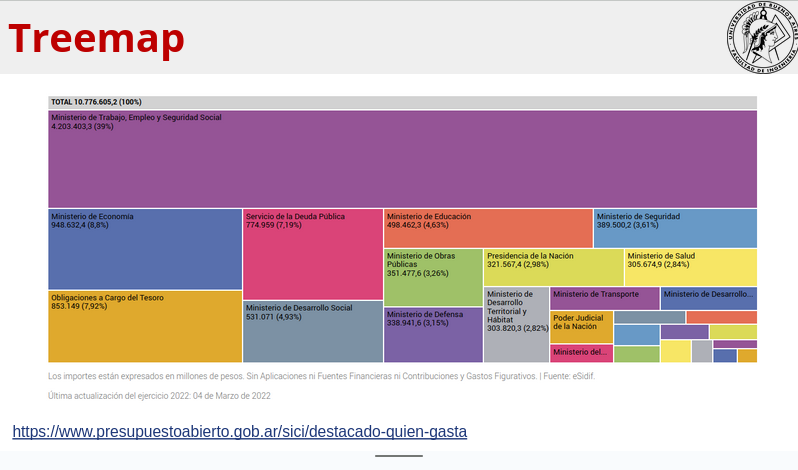 Treemap
UNIVERSIDAD DE BUENOS AIRES
FACULTAD DE INGENIERIA
TOTAL 10.776.605,2 (100%)
Ministerio de Trabajo, Empleo y Seguridad Social
4.203.403,3 (39%)
Ministerio de Economía
948.632,4 (8,8%)
Servicio de la Deuda Pública
774.959 (7,19%)
Ministerio de Educación
498.462,3 (4,63%)
Ministerio de Seguridad
389.500,2 (3,61%)
Ministerio de Obras
Públicas
351.477,6 (3,26%)
Presidencia de la Nación
321.567,4 (2,98%)
Ministerio de Salud
305.674,9 (2,84%)
Obligaciones a Cargo del Tesoro
853.149 (7,92%)
Ministerio de Desarrollo Social
531.071 (4,93%)
Ministerio de Defensa
338.941,6 (3,15%)
Ministerio de
Desarrollo
Territorial y
Hábitat
303.820,3 (2,82%)
Ministerio de Transporte
Ministerio de Desarrollo...
Poder Judicial
de la Nación
Ministerio del...
Los importes están expresados en millones de pesos. Sin Aplicaciones ni Fuentes Financieras ni Contribuciones y Gastos Figurativos. | Fuente: eSidif.
Última actualización del ejercicio 2022: 04 de Marzo de 2022
https://www.presupuestoabierto.gob.ar/sici/destacado-quien-gasta